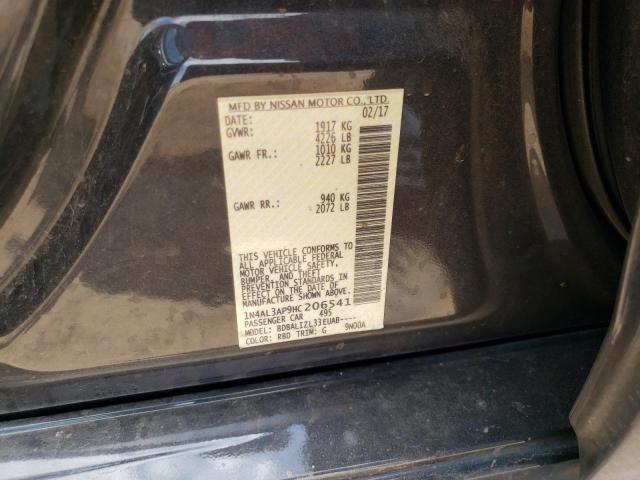 MFD BY NISSAN MOTOR CO., LTD.
DATE: 02/17
GVWR: 1917 KG
4226 LB
GAWR FR.: 1010 KG
2227 LB
GAWR RR.: 940 KG
2072 LB
THIS VEHICLE CONFORMS TO
ALL APPLICABLE FEDERAL
MOTOR VEHICLE SAFETY,
BUMPER, AND THEFT
PREVENTION STANDARDS IN
EFFECT ON THE DATE OF
MANUFACTURE SHOWN ABOVE.
1N4AL3AP9HC206541
PASSENGER CAR 495
MODEL: BDBALIZL33EUAB----
COLOR: RBD TRIM: G 9N00A